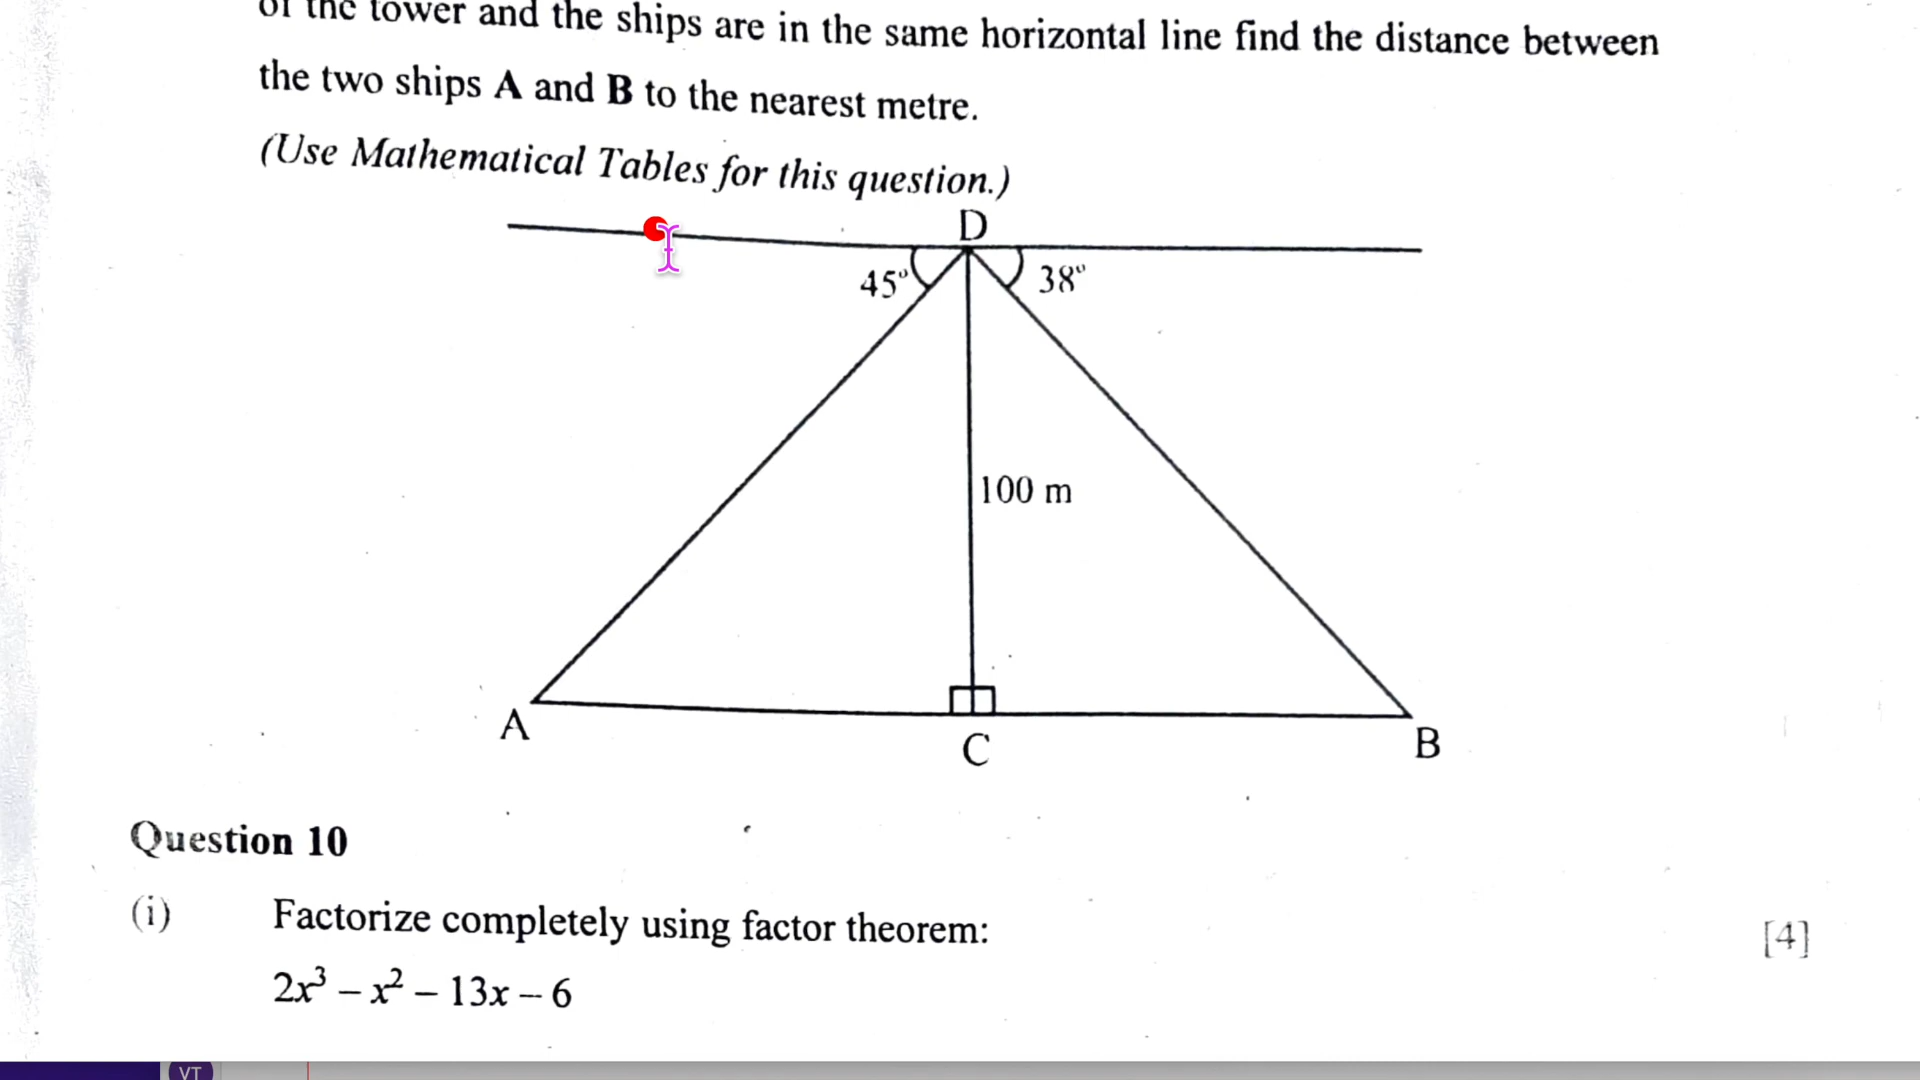 of the tower and the ships are in the same horizontal line find the distance between
the two ships A and B to the nearest metre.
(Use Mathematical Tables for this question.)
D
45° 38°
100 m
A
C
B
Question 10
(i) Factorize completely using factor theorem: [4]
2x³ – x² – 13x – 6
VT